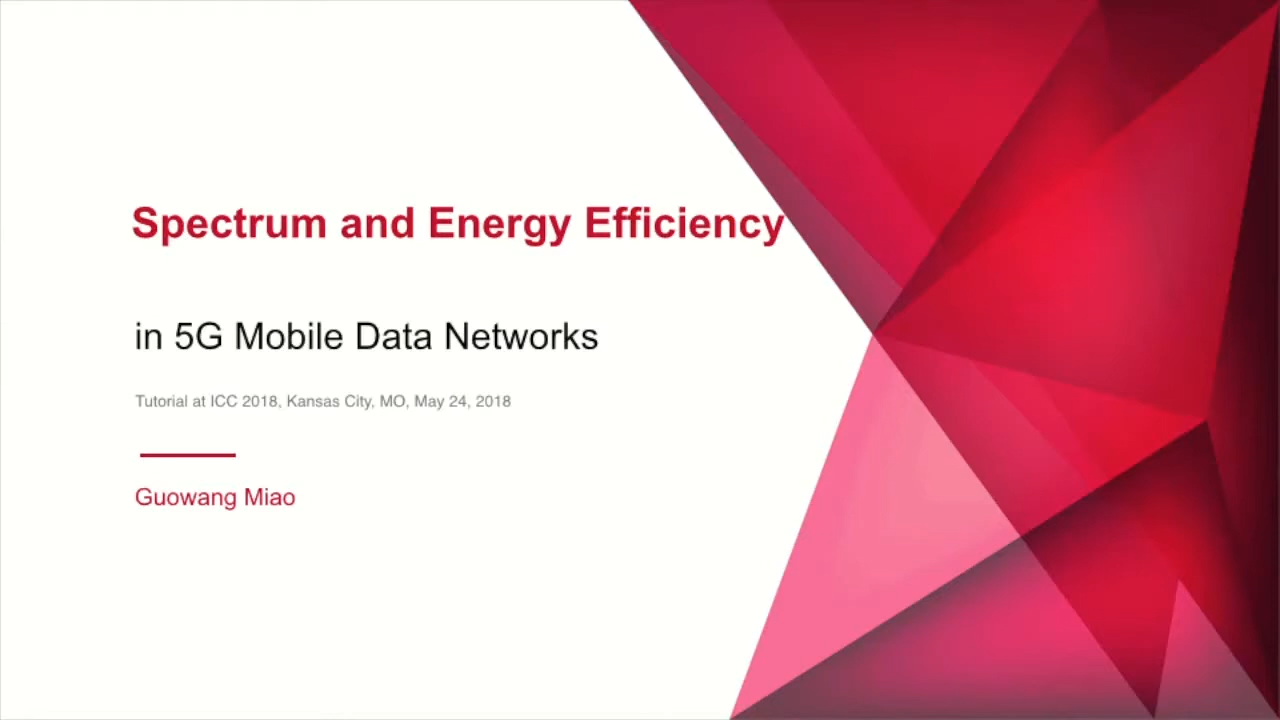 Spectrum and Energy Efficiency
in 5G Mobile Data Networks
Tutorial at ICC 2018, Kansas City, MO, May 24, 2018
Guowang Miao